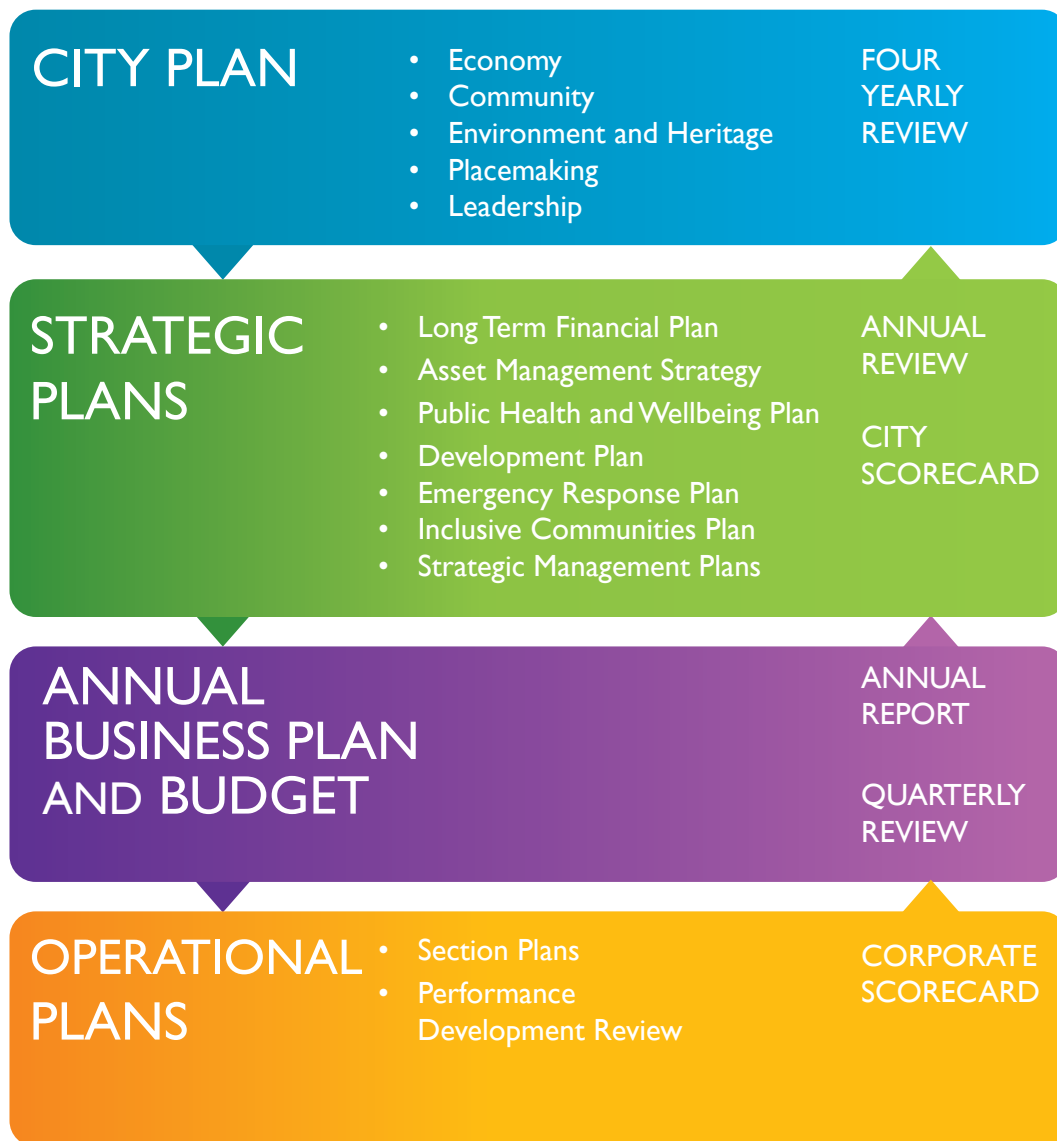 CITY PLAN
• Economy
• Community
• Environment and Heritage
• Placemaking
• Leadership
FOUR
YEARLY
REVIEW
STRATEGIC
PLANS
• Long Term Financial Plan
• Asset Management Strategy
• Public Health and Wellbeing Plan
• Development Plan
• Emergency Response Plan
• Inclusive Communities Plan
• Strategic Management Plans
ANNUAL
REVIEW
CITY
SCORECARD
ANNUAL
BUSINESS PLAN
AND BUDGET
ANNUAL
REPORT
QUARTERLY
REVIEW
OPERATIONAL
PLANS
• Section Plans
• Performance
Development Review
CORPORATE
SCORECARD